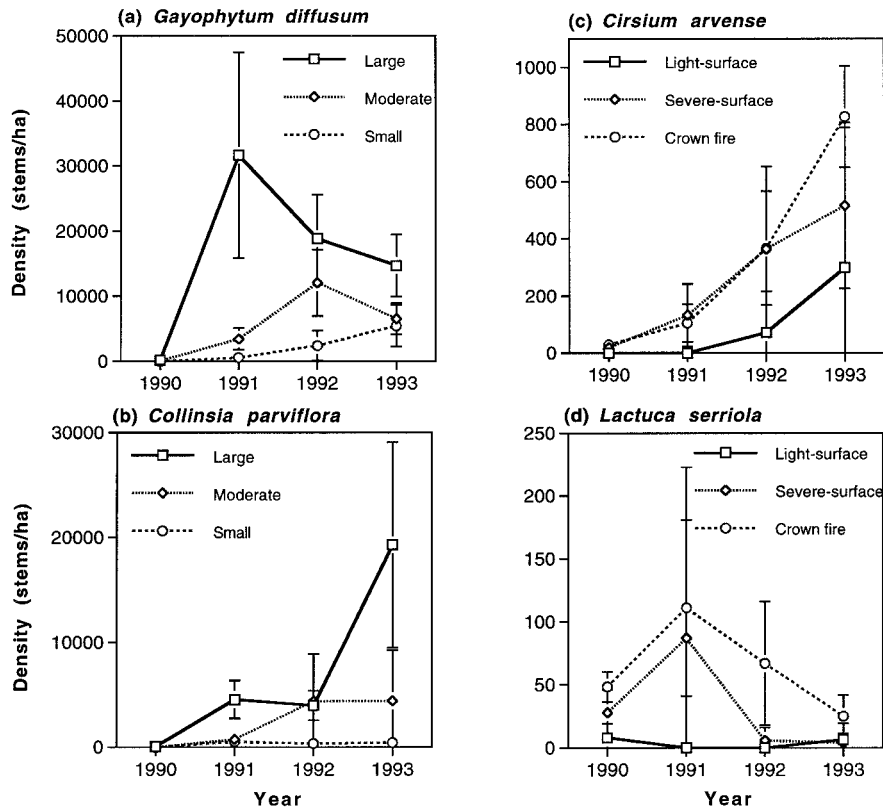 (a) Gayophytum diffusum
50000
40000
30000
20000
10000
0
Density (stems/ha)
Large
Moderate
Small
1990 1991 1992 1993
(c) Cirsium arvense
1000
800
600
400
200
0
Light-surface
Severe-surface
Crown fire
1990 1991 1992 1993
(b) Collinsia parviflora
30000
20000
10000
0
Density (stems/ha)
Large
Moderate
Small
1990 1991 1992 1993
Year
(d) Lactuca serriola
250
200
150
100
50
0
Light-surface
Severe-surface
Crown fire
1990 1991 1992 1993
Year